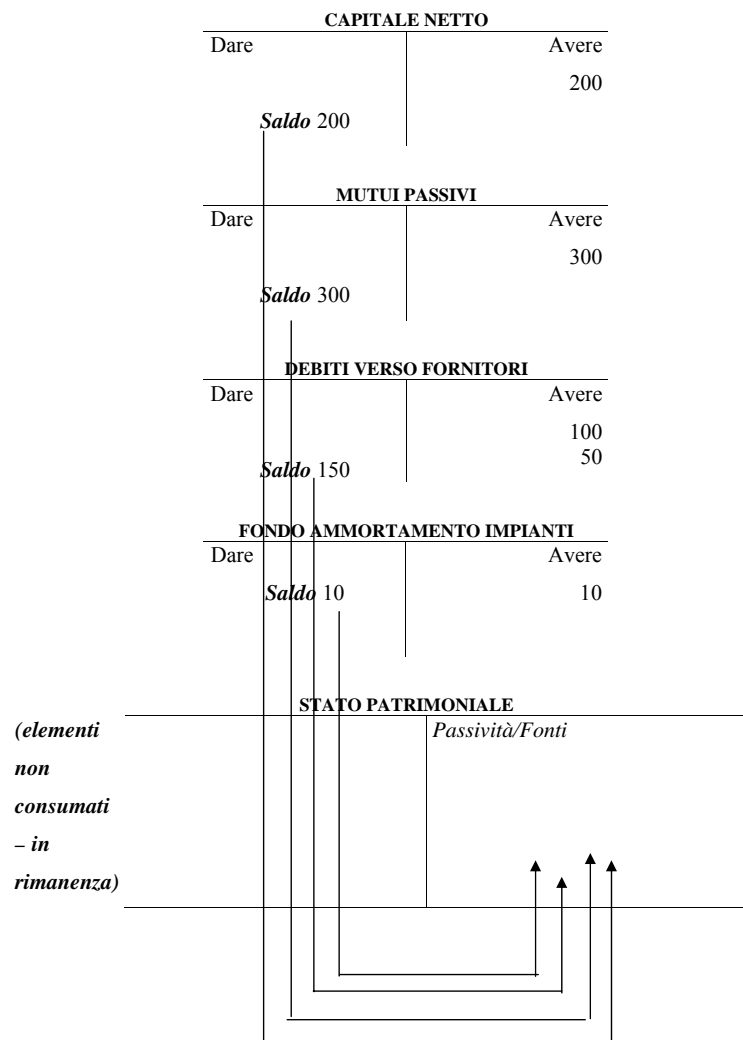 CAPITALE NETTO
Dare Avere
200
Saldo 200
MUTUI PASSIVI
Dare Avere
300
Saldo 300
DEBITI VERSO FORNITORI
Dare Avere
100
50
Saldo 150
FONDO AMMORTAMENTO IMPIANTI
Dare Avere
Saldo 10 10
STATO PATRIMONIALE
(elementi Passività/Fonti
non
consumati
– in
rimanenza)